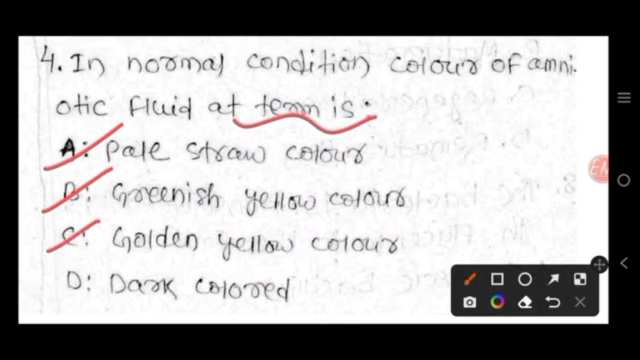 4. In normal condition colour of amni-
otic fluid at term is.
A: pale straw colour
B: Greenish yellow colour
C: Golden yellow colour
D: Dark colored
EN